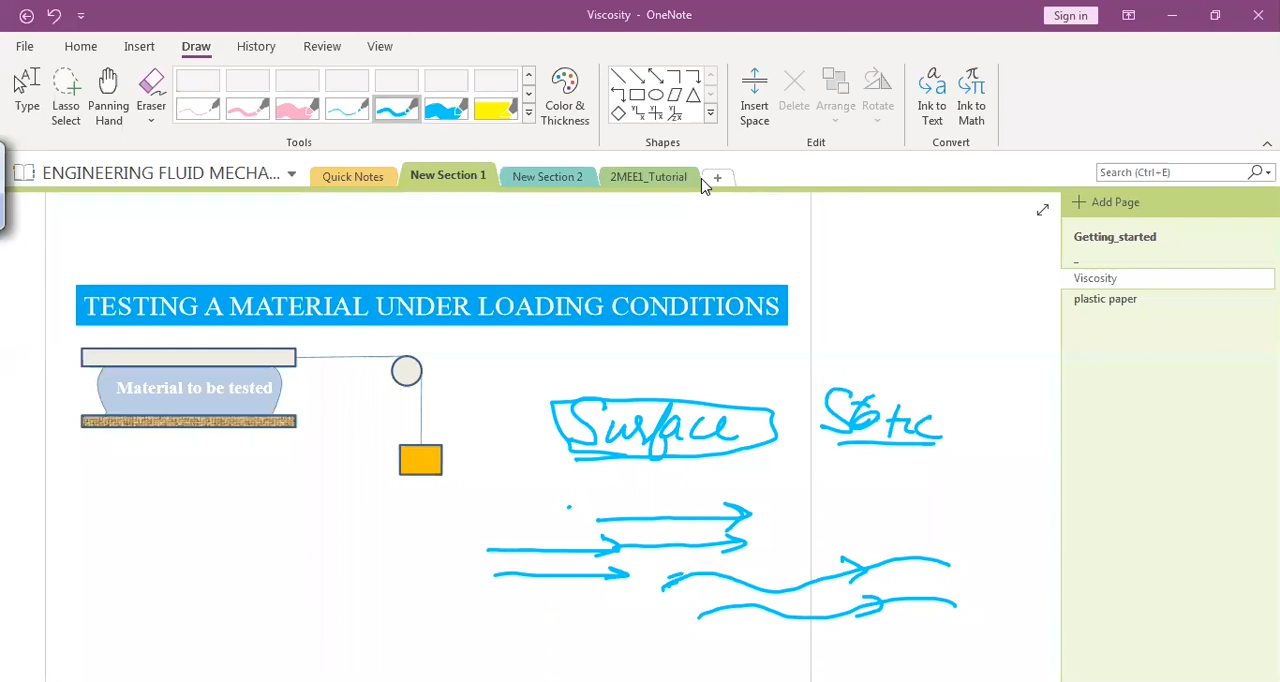 Viscosity - OneNote
Sign in
File Home Insert Draw History Review View
Type
Lasso Select
Panning Hand
Eraser
Color & Thickness
Insert Space
Delete
Arrange
Rotate
Ink to Text
Ink to Math
Tools
Shapes
Edit
Convert
ENGINEERING FLUID MECHA...
Quick Notes
New Section 1
New Section 2
2MEE1_Tutorial
Search (Ctrl+E)
Add Page
Getting_started
Viscosity
plastic paper
TESTING A MATERIAL UNDER LOADING CONDITIONS
Material to be tested
Surface
Static